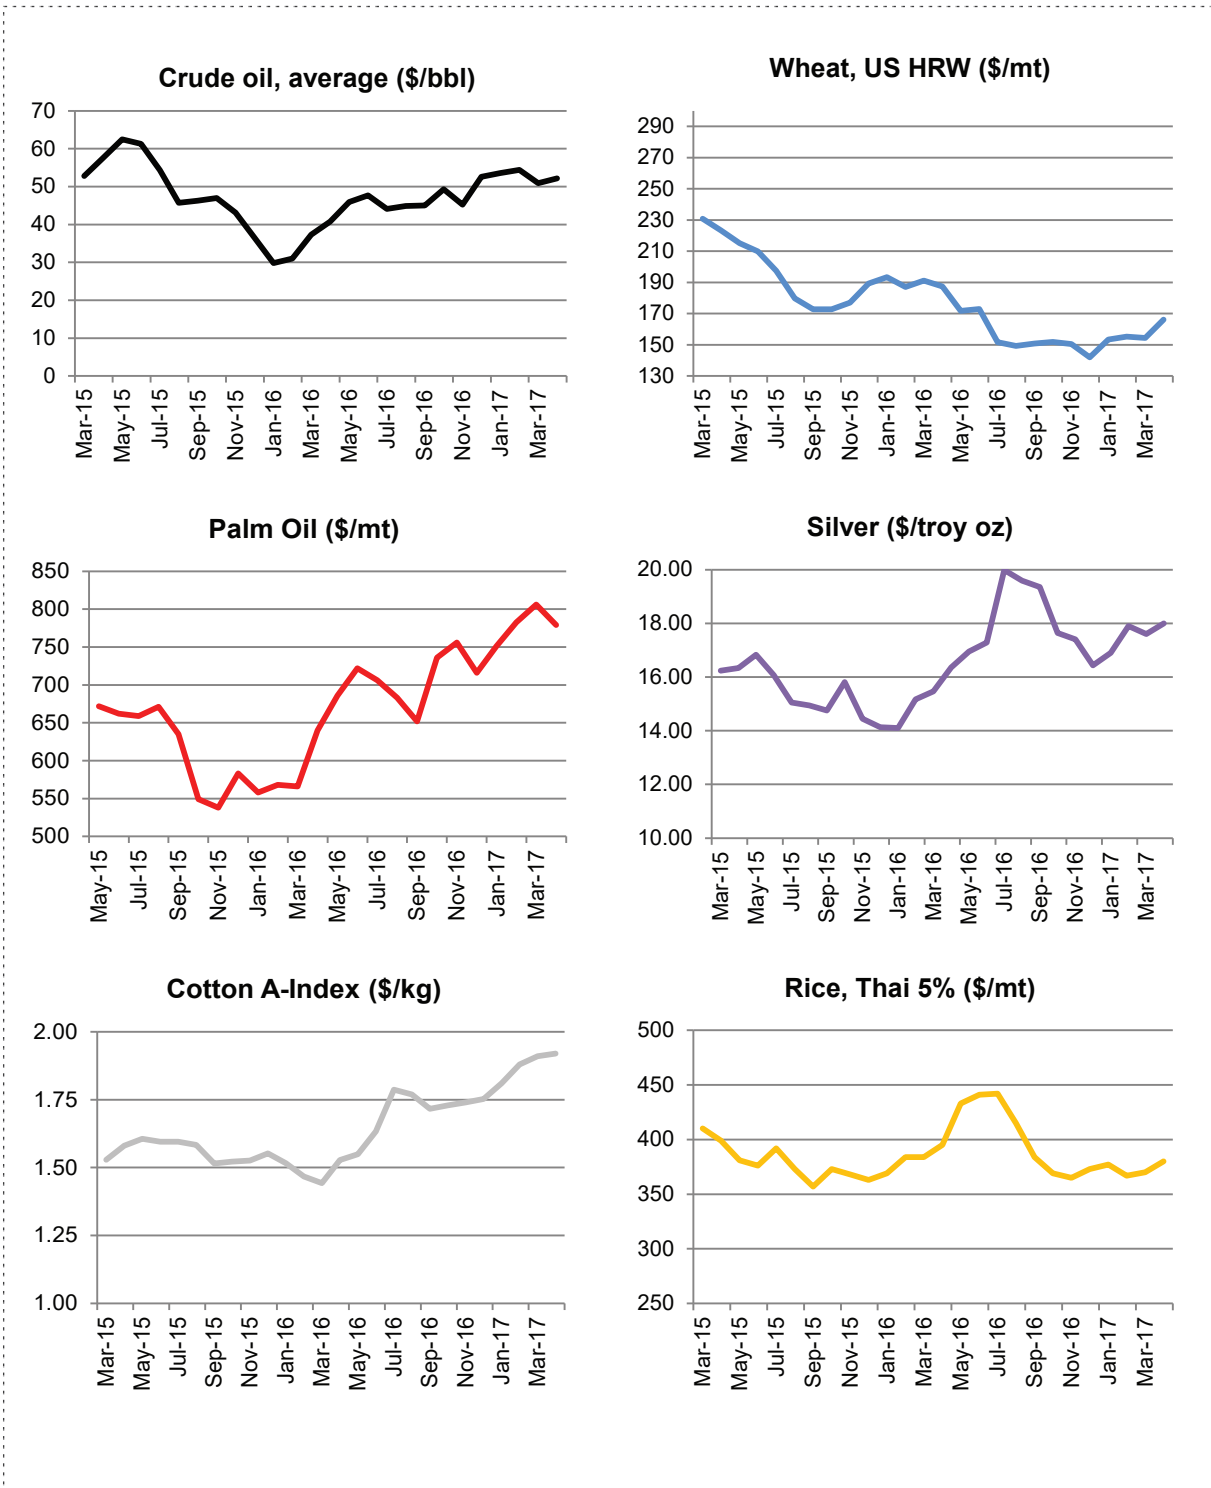 Crude oil, average ($/bbl)
70
60
50
40
30
20
10
0
Mar-15
May-15
Jul-15
Sep-15
Nov-15
Jan-16
Mar-16
May-16
Jul-16
Sep-16
Nov-16
Jan-17
Mar-17
Wheat, US HRW ($/mt)
290
270
250
230
210
190
170
150
130
Mar-15
May-15
Jul-15
Sep-15
Nov-15
Jan-16
Mar-16
May-16
Jul-16
Sep-16
Nov-16
Jan-17
Mar-17
Palm Oil ($/mt)
850
800
750
700
650
600
550
500
May-15
Jul-15
Sep-15
Nov-15
Jan-16
Mar-16
May-16
Jul-16
Sep-16
Nov-16
Jan-17
Mar-17
Silver ($/troy oz)
20.00
18.00
16.00
14.00
12.00
10.00
Mar-15
May-15
Jul-15
Sep-15
Nov-15
Jan-16
Mar-16
May-16
Jul-16
Sep-16
Nov-16
Jan-17
Mar-17
Cotton A-Index ($/kg)
2.00
1.75
1.50
1.25
1.00
Mar-15
May-15
Jul-15
Sep-15
Nov-15
Jan-16
Mar-16
May-16
Jul-16
Sep-16
Nov-16
Jan-17
Mar-17
Rice, Thai 5% ($/mt)
500
450
400
350
300
250
Mar-15
May-15
Jul-15
Sep-15
Nov-15
Jan-16
Mar-16
May-16
Jul-16
Sep-16
Nov-16
Jan-17
Mar-17